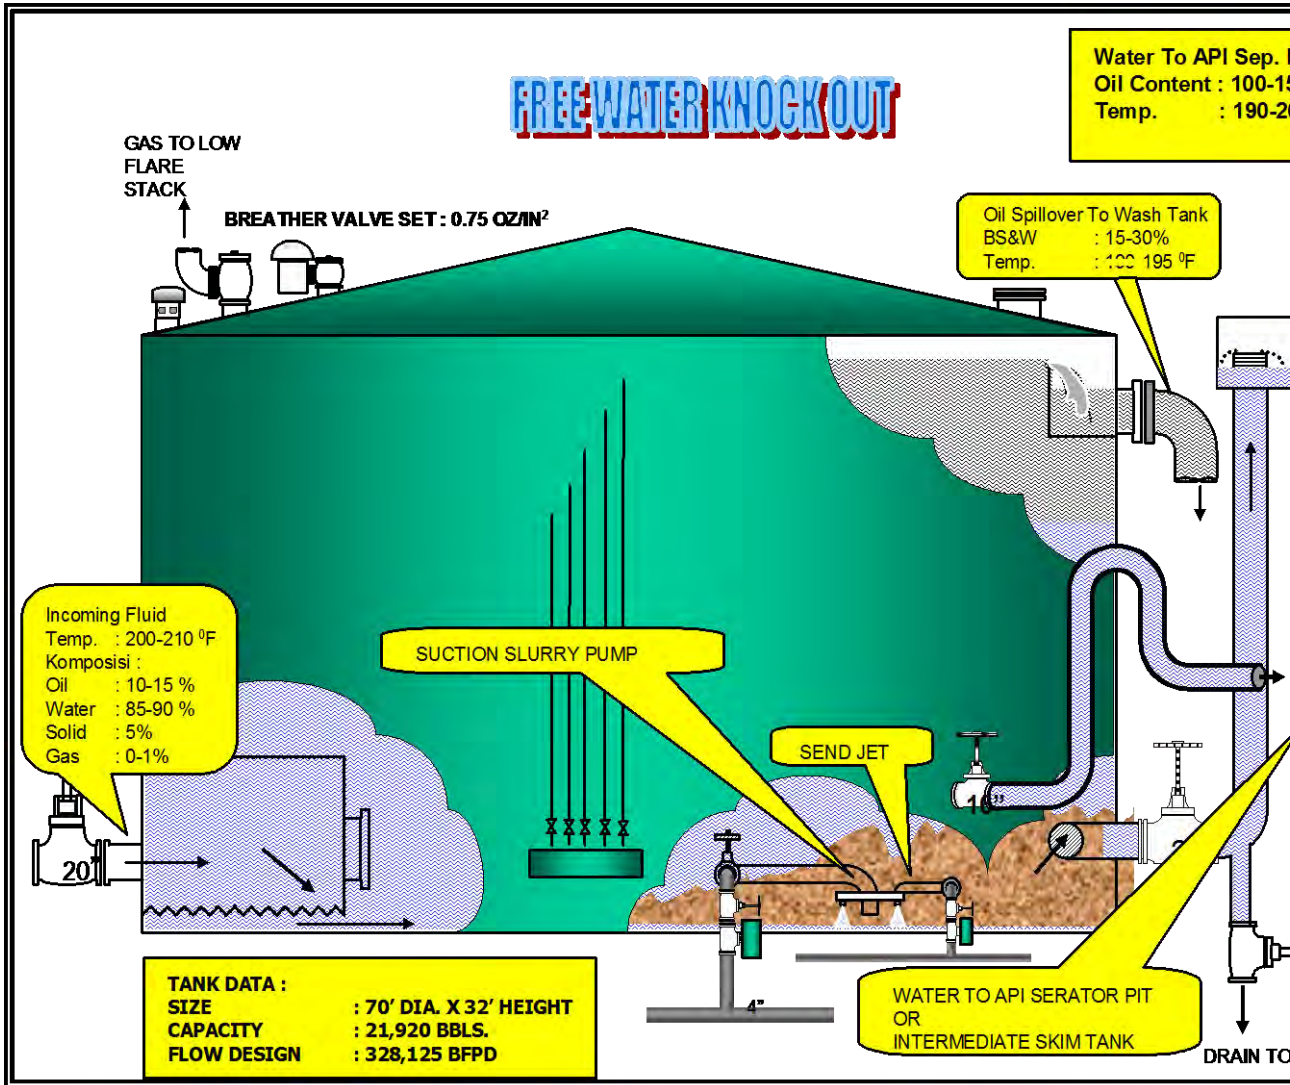 FREE WATER KNOCK OUT
Water To API Sep.
Oil Content : 100-15
Temp. : 190-20
GAS TO LOW
FLARE
STACK
BREATHER VALVE SET : 0.75 OZ/IN²
Oil Spillover To Wash Tank
BS&W : 15-30%
Temp. : 195 ⁰F
Incoming Fluid
Temp. : 200-210 ⁰F
Komposisi :
Oil : 10-15 %
Water : 85-90 %
Solid : 5%
Gas : 0-1%
SUCTION SLURRY PUMP
SEND JET
16"
20"
TANK DATA :
SIZE : 70' DIA. X 32' HEIGHT
CAPACITY : 21,920 BBLS.
FLOW DESIGN : 328,125 BFPD
4"
WATER TO API SERATOR PIT
OR
INTERMEDIATE SKIM TANK
DRAIN TO